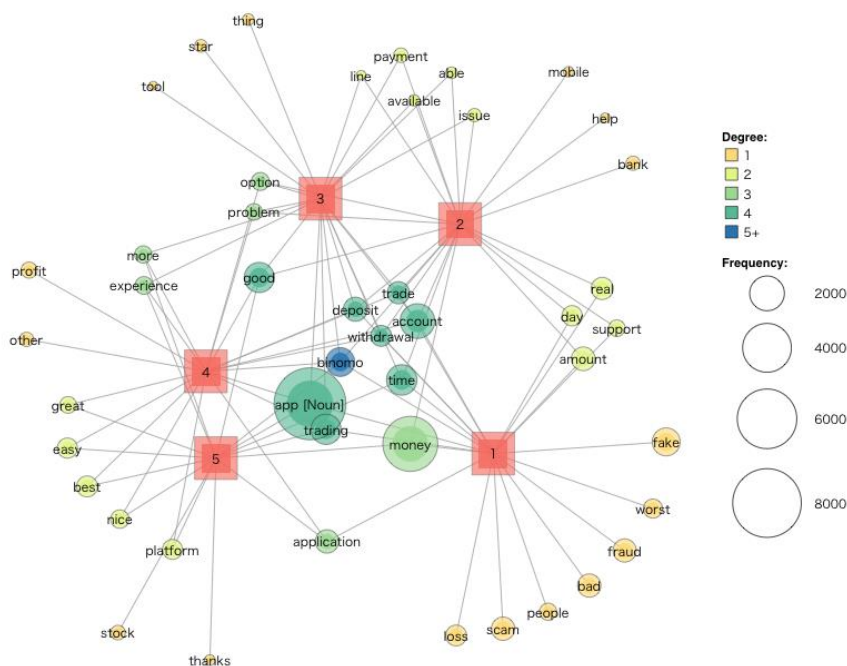 thing
star
payment
line
able
mobile
tool
available
issue
help
bank
option
3
problem
2
more
good
profit
experience
trade
real
deposit
account
day
support
withdrawal
other
binomo
amount
4
time
great
app [Noun]
trading
easy
money
fake
5
1
best
worst
nice
application
fraud
platform
bad
people
stock
loss
scam
thanks
Degree:
1
2
3
4
5+
Frequency:
2000
4000
6000
8000